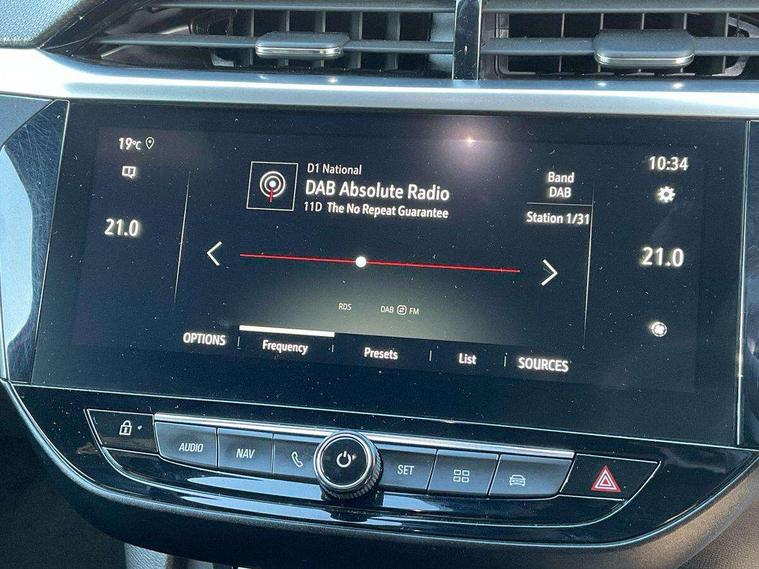 19°C
10:34
D1 National
DAB Absolute Radio
11D The No Repeat Guarantee
Band
DAB
Station 1/31
21.0
21.0
RDS
DAB FM
OPTIONS
Frequency
Presets
List
SOURCES
AUDIO
NAV
SET